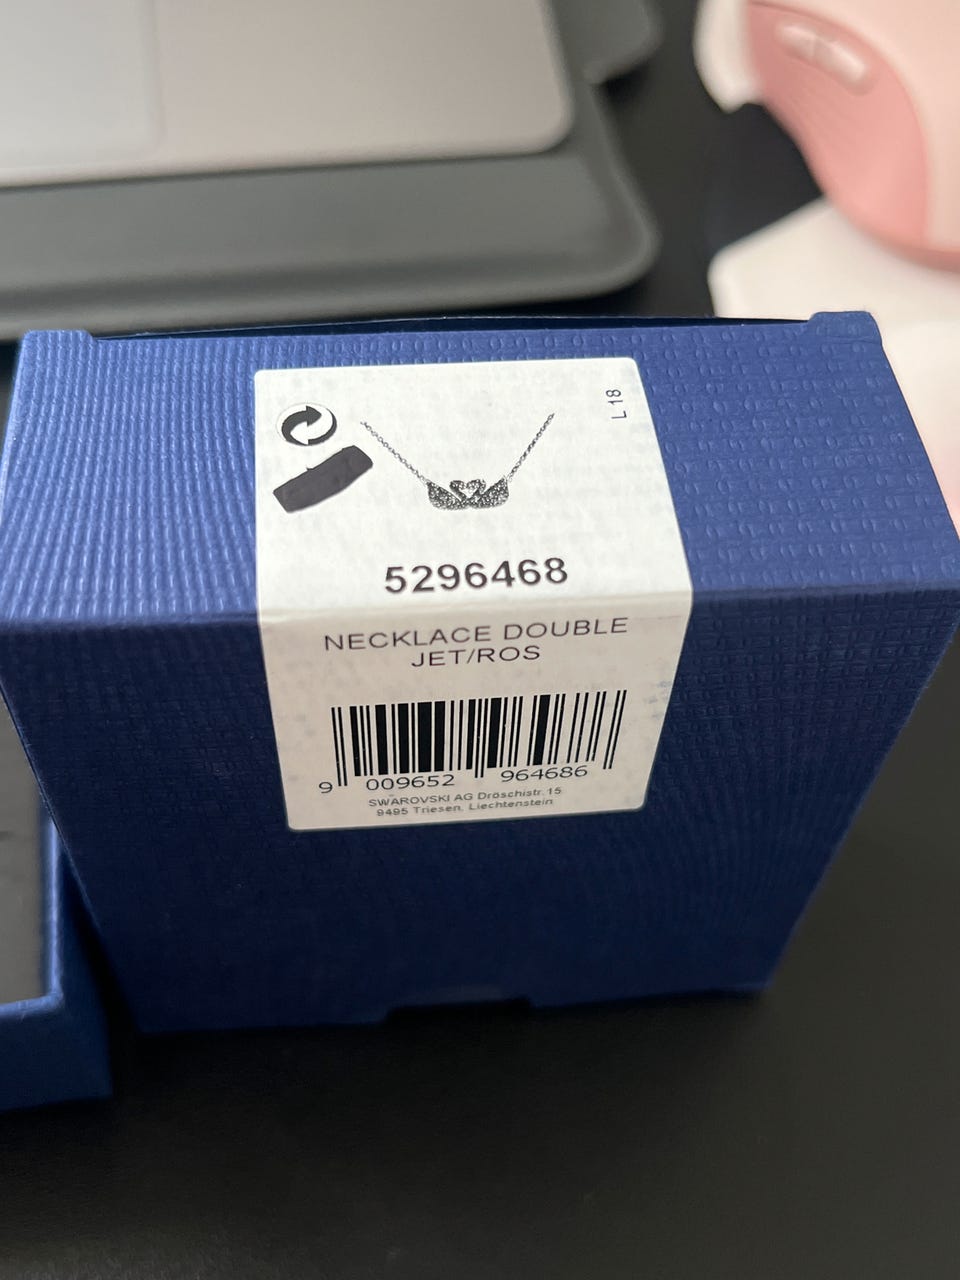 L 18
5296468
NECKLACE DOUBLE
JET/ROS
9 009652 964686
SWAROVSKI AG Dröschistr. 15
9495 Triesen, Liechtenstein